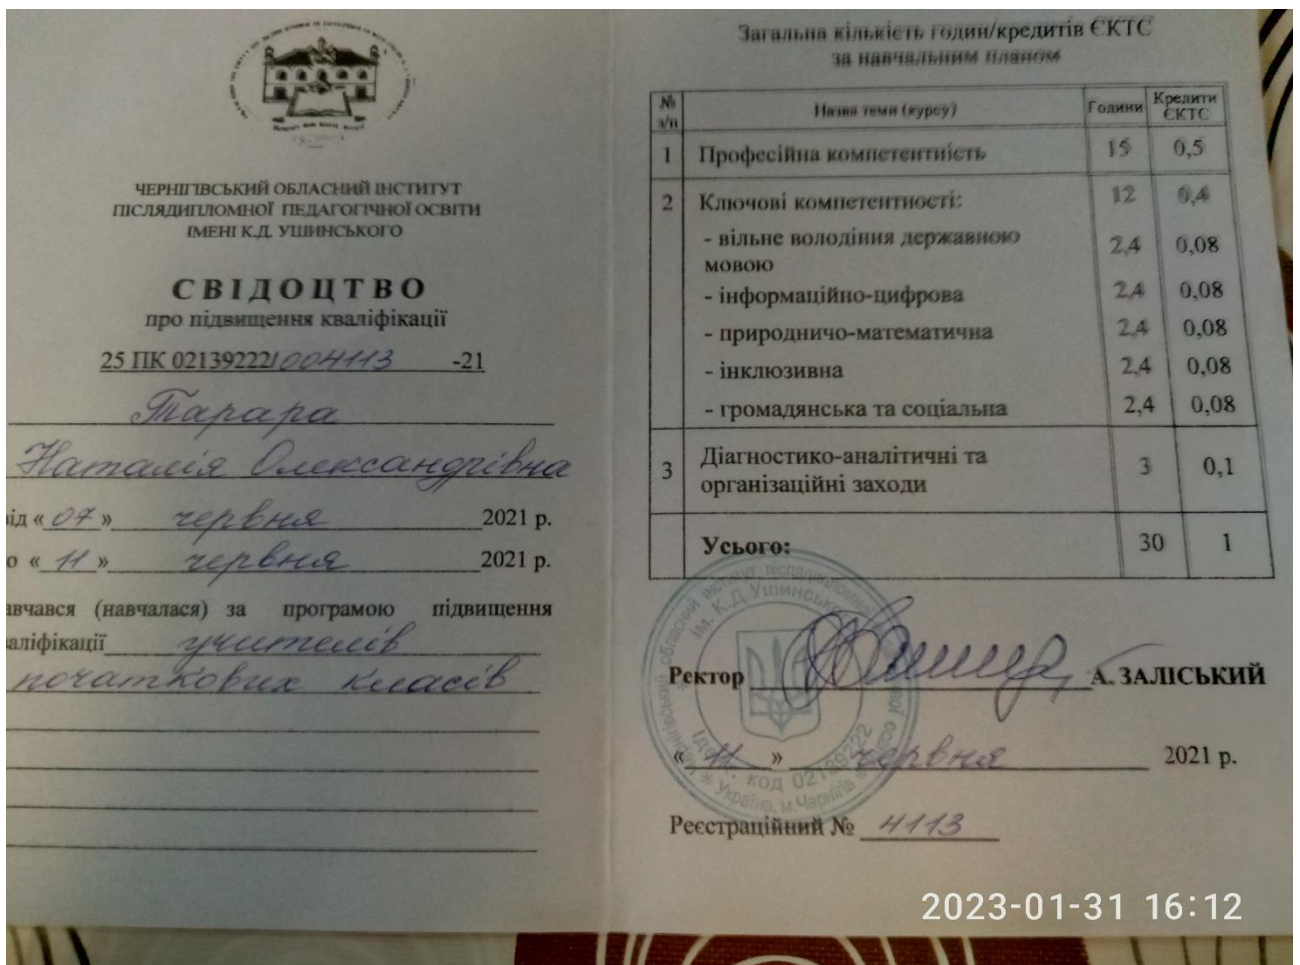 ЧЕРНІГІВСЬКИЙ ОБЛАСНИЙ ІНСТИТУТ
ПІСЛЯДИПЛОМНОЇ ПЕДАГОГІЧНОЇ ОСВІТИ
ІМЕНІ К.Д. УШИНСЬКОГО
СВІДОЦТВО
про підвищення кваліфікації
25 ПК 02139222/004113 -21
Тарара
Наталія Олександрівна
ід «07» червня 2021 р.
о «11» червня 2021 р.
авчався (навчалася) за програмою підвищення
аліфікації учителів
початкових класів
Загальна кількість годин/кредитів ЄКТС
за навчальним планом
№ з/п Назва теми (курсу) Години Кредити ЄКТС
1 Професійна компетентність 15 0,5
2 Ключові компетентності: 12 0,4
- вільне володіння державною
мовою 2,4 0,08
- інформаційно-цифрова 2,4 0,08
- природничо-математична 2,4 0,08
- інклюзивна 2,4 0,08
- громадянська та соціальна 2,4 0,08
3 Діагностико-аналітичні та
організаційні заходи 3 0,1
Усього: 30 1
Ректор А. ЗАЛІСЬКИЙ
«11» червня 2021 р.
Реєстраційний № 4113
ім. К.Д.Ушинсько
код 02139222
Україна, м.Чернігів
2023-01-31 16:12